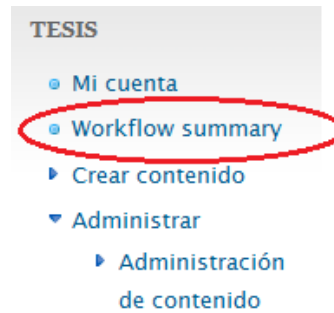 TESIS
Mi cuenta
Workflow summary
Crear contenido
Administrar
Administración
de contenido